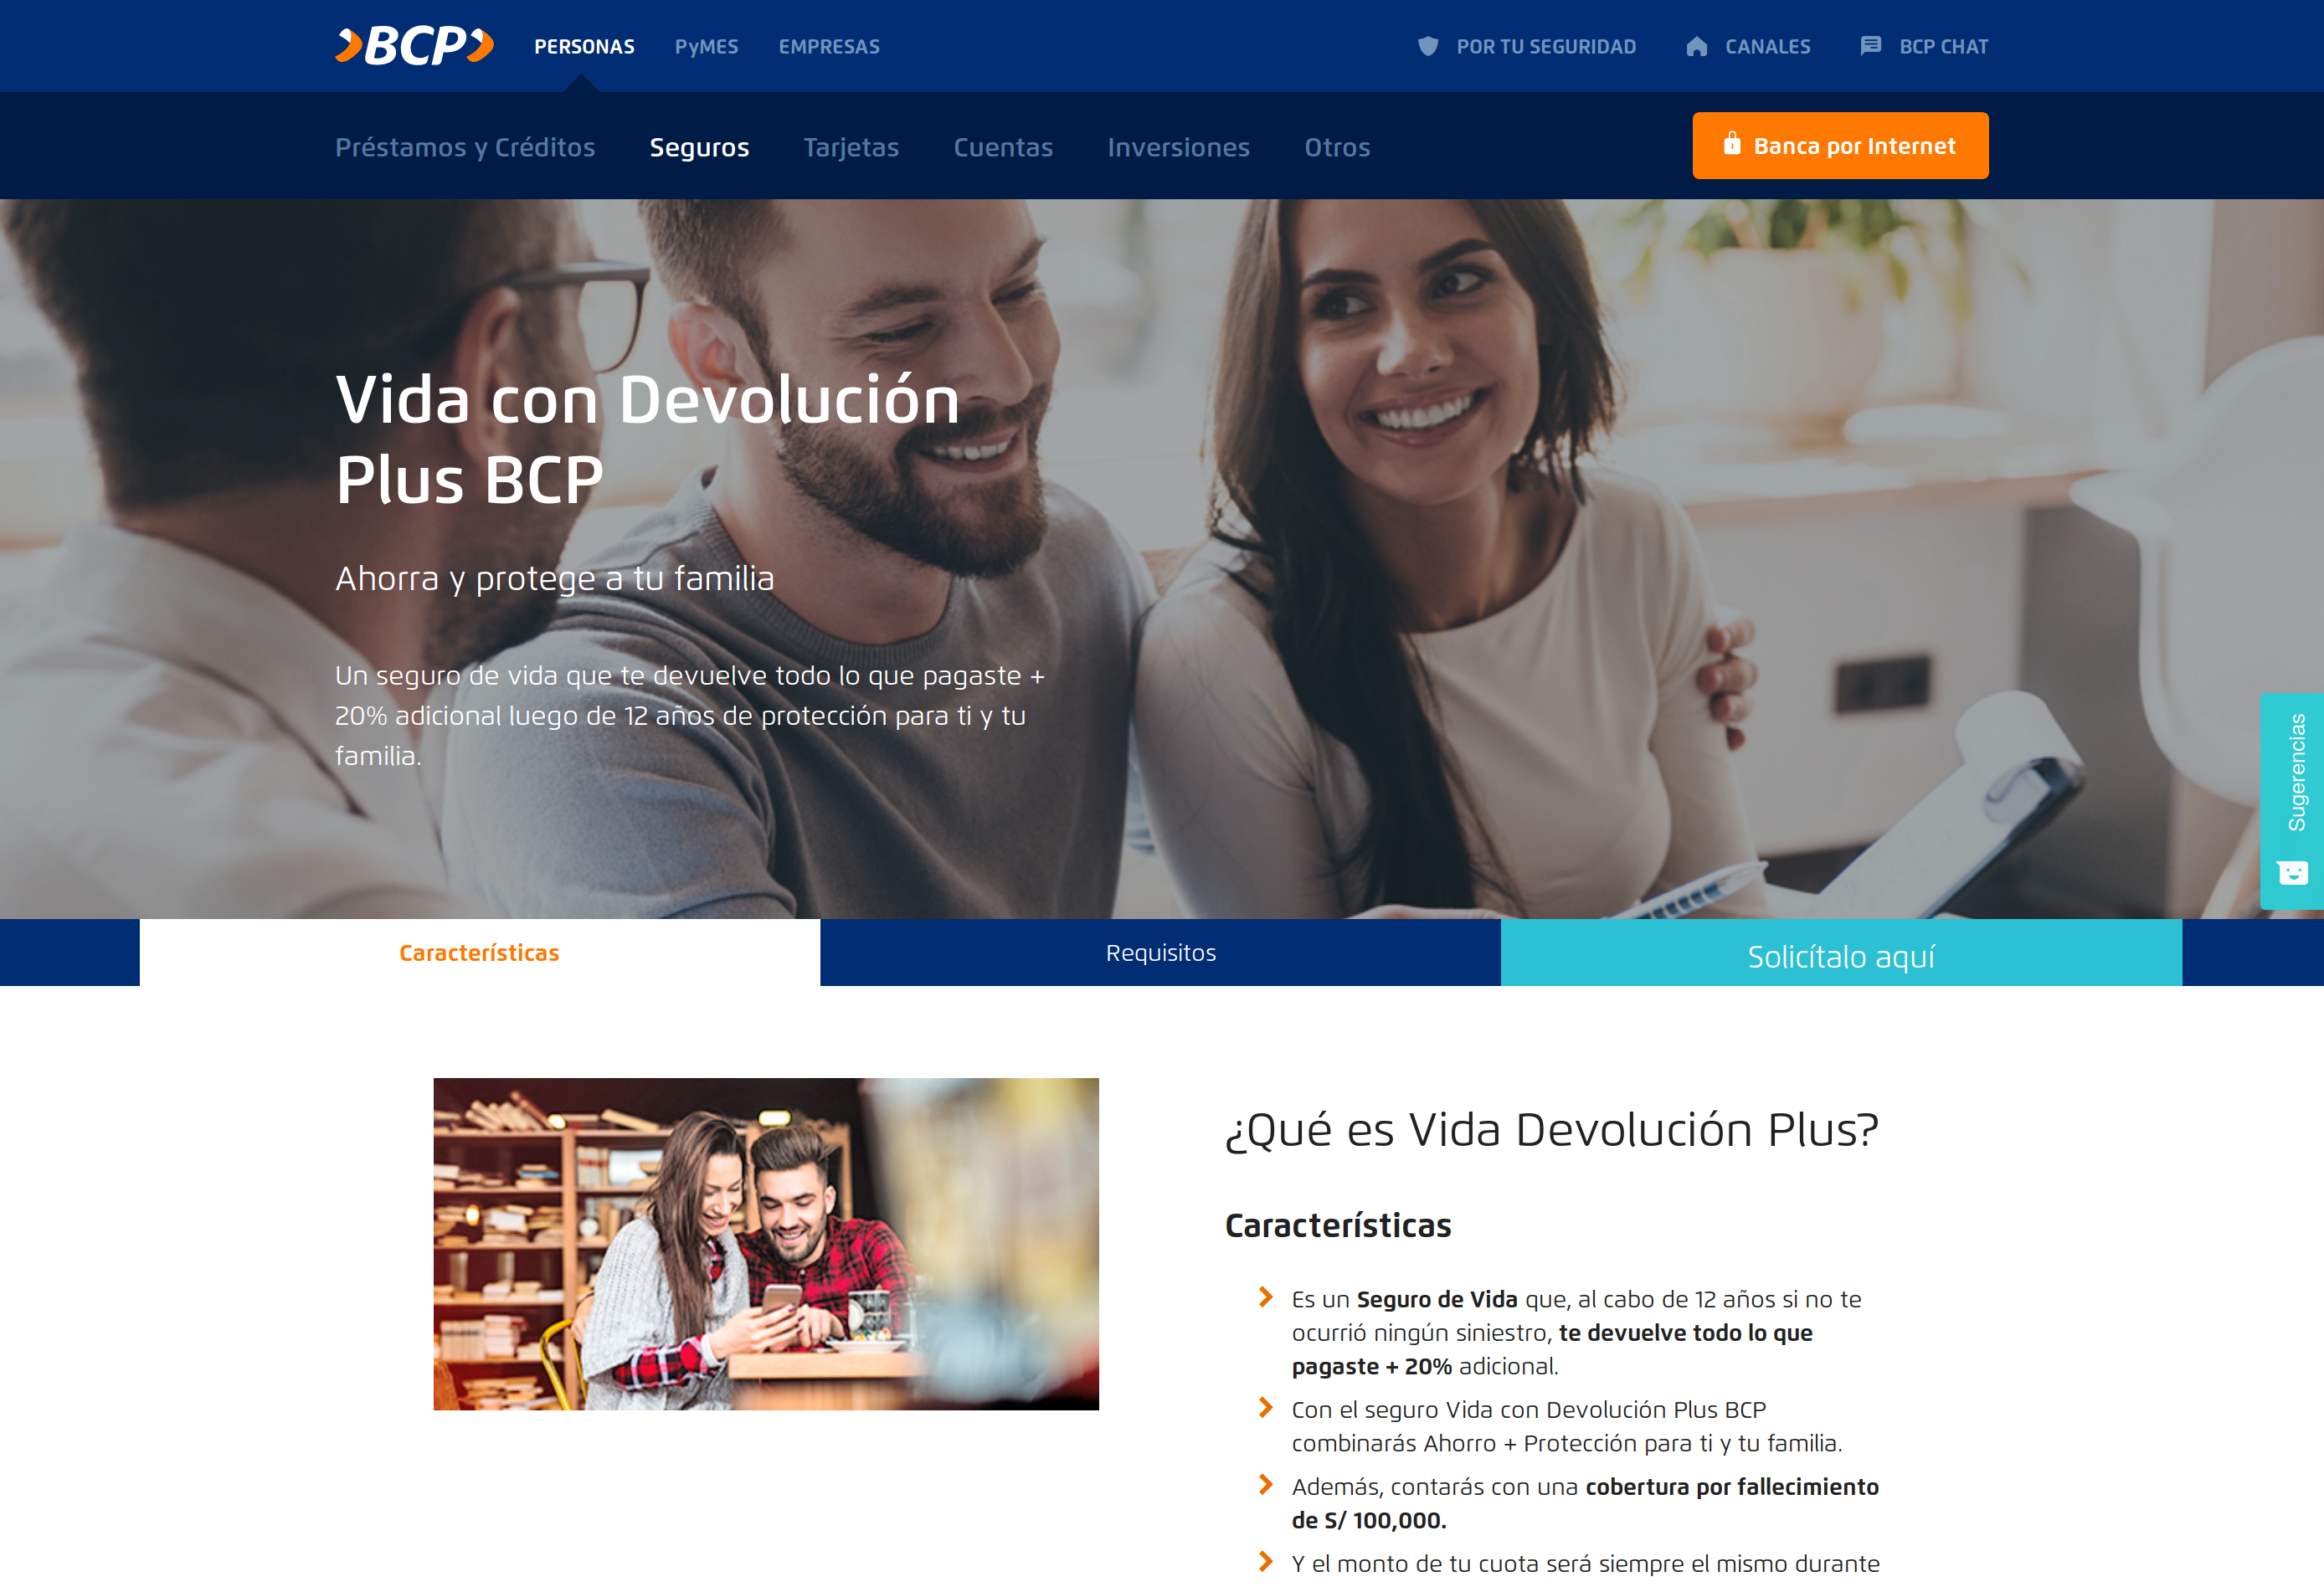 BCP PERSONAS PyMES EMPRESAS POR TU SEGURIDAD CANALES BCP CHAT
Préstamos y Créditos Seguros Tarjetas Cuentas Inversiones Otros Banca por Internet
Vida con Devolución
Plus BCP
Ahorra y protege a tu familia
Un seguro de vida que te devuelve todo lo que pagaste +
20% adicional luego de 12 años de protección para ti y tu
familia.
Sugerencias
Características Requisitos Solicítalo aquí
¿Qué es Vida Devolución Plus?
Características
Es un Seguro de Vida que, al cabo de 12 años si no te
ocurrió ningún siniestro, te devuelve todo lo que
pagaste + 20% adicional.
Con el seguro Vida con Devolución Plus BCP
combinarás Ahorro + Protección para ti y tu familia.
Además, contarás con una cobertura por fallecimiento
de S/ 100,000.
Y el monto de tu cuota será siempre el mismo durante